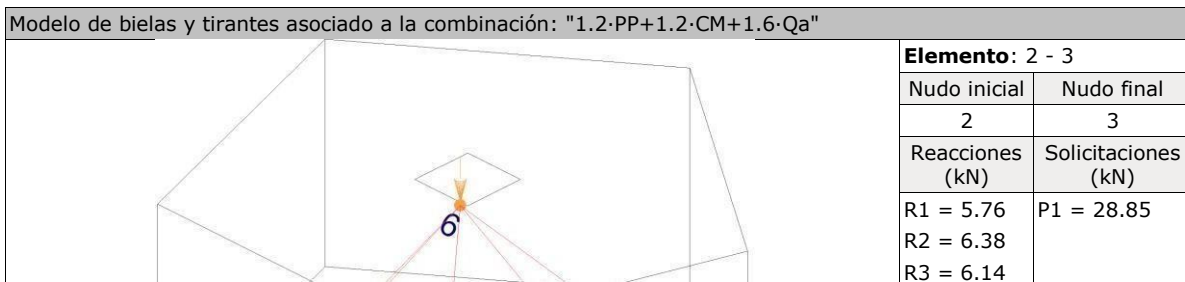 Modelo de bielas y tirantes asociado a la combinación: "1.2·PP+1.2·CM+1.6·Qa"
Elemento: 2 - 3
Nudo inicial Nudo final
2 3
Reacciones (kN) Solicitaciones (kN)
R1 = 5.76 P1 = 28.85
R2 = 6.38
R3 = 6.14
6